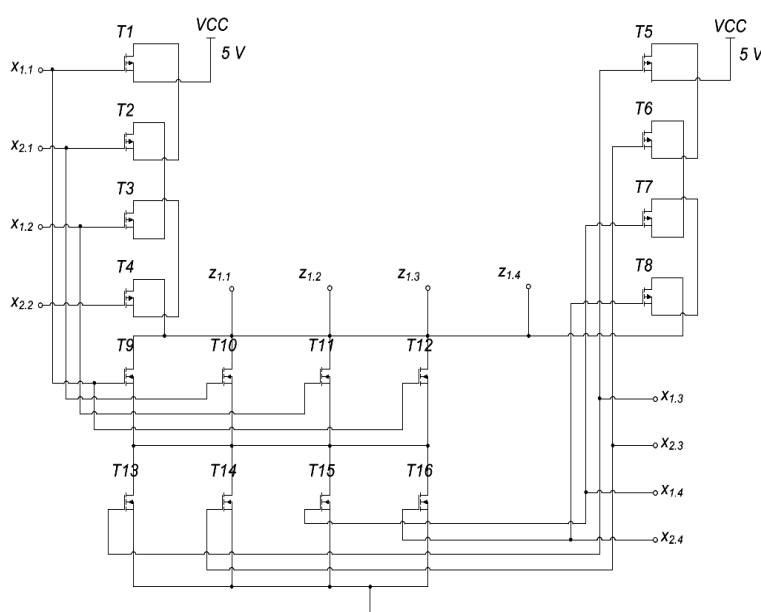 T1
VCC
5 V
x1.1
T2
x2.1
T3
x1.2
T4
x2.2
T5
VCC
5 V
T6
T7
T8
z1.1
z1.2
z1.3
z1.4
T9
T10
T11
T12
x1.3
x2.3
T13
T14
T15
T16
x1.4
x2.4